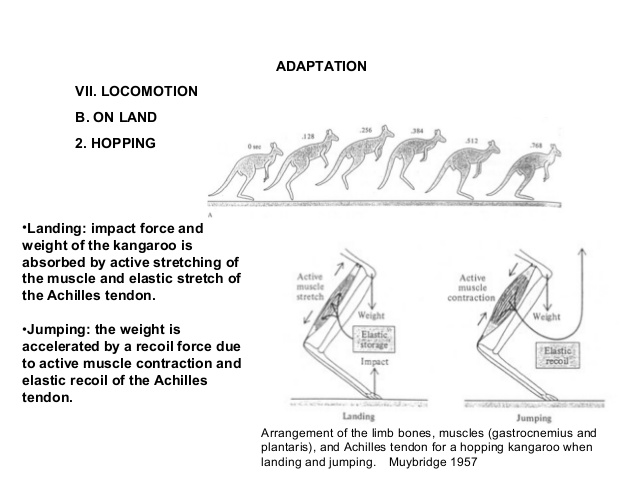 ADAPTATION
VII. LOCOMOTION
B. ON LAND
2. HOPPING
0 sec
.128
.256
.384
.512
.768
A
•Landing: impact force and
weight of the kangaroo is
absorbed by active stretching of
the muscle and elastic stretch of
the Achilles tendon.
•Jumping: the weight is
accelerated by a recoil force due
to active muscle contraction and
elastic recoil of the Achilles
tendon.
Active
muscle
stretch
Weight
Elastic
storage
Impact
Landing
Active
muscle
contraction
Weight
Elastic
recoil
Jumping
Arrangement of the limb bones, muscles (gastrocnemius and
plantaris), and Achilles tendon for a hopping kangaroo when
landing and jumping. Muybridge 1957